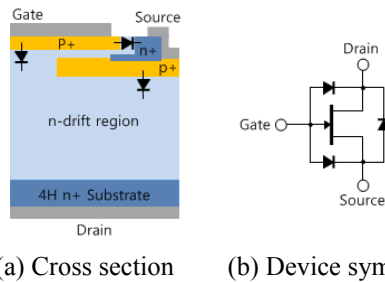 Gate
Source
P+
n+
p+
n-drift region
4H n+ Substrate
Drain
(a) Cross section
Drain
Gate
Source
(b) Device sym